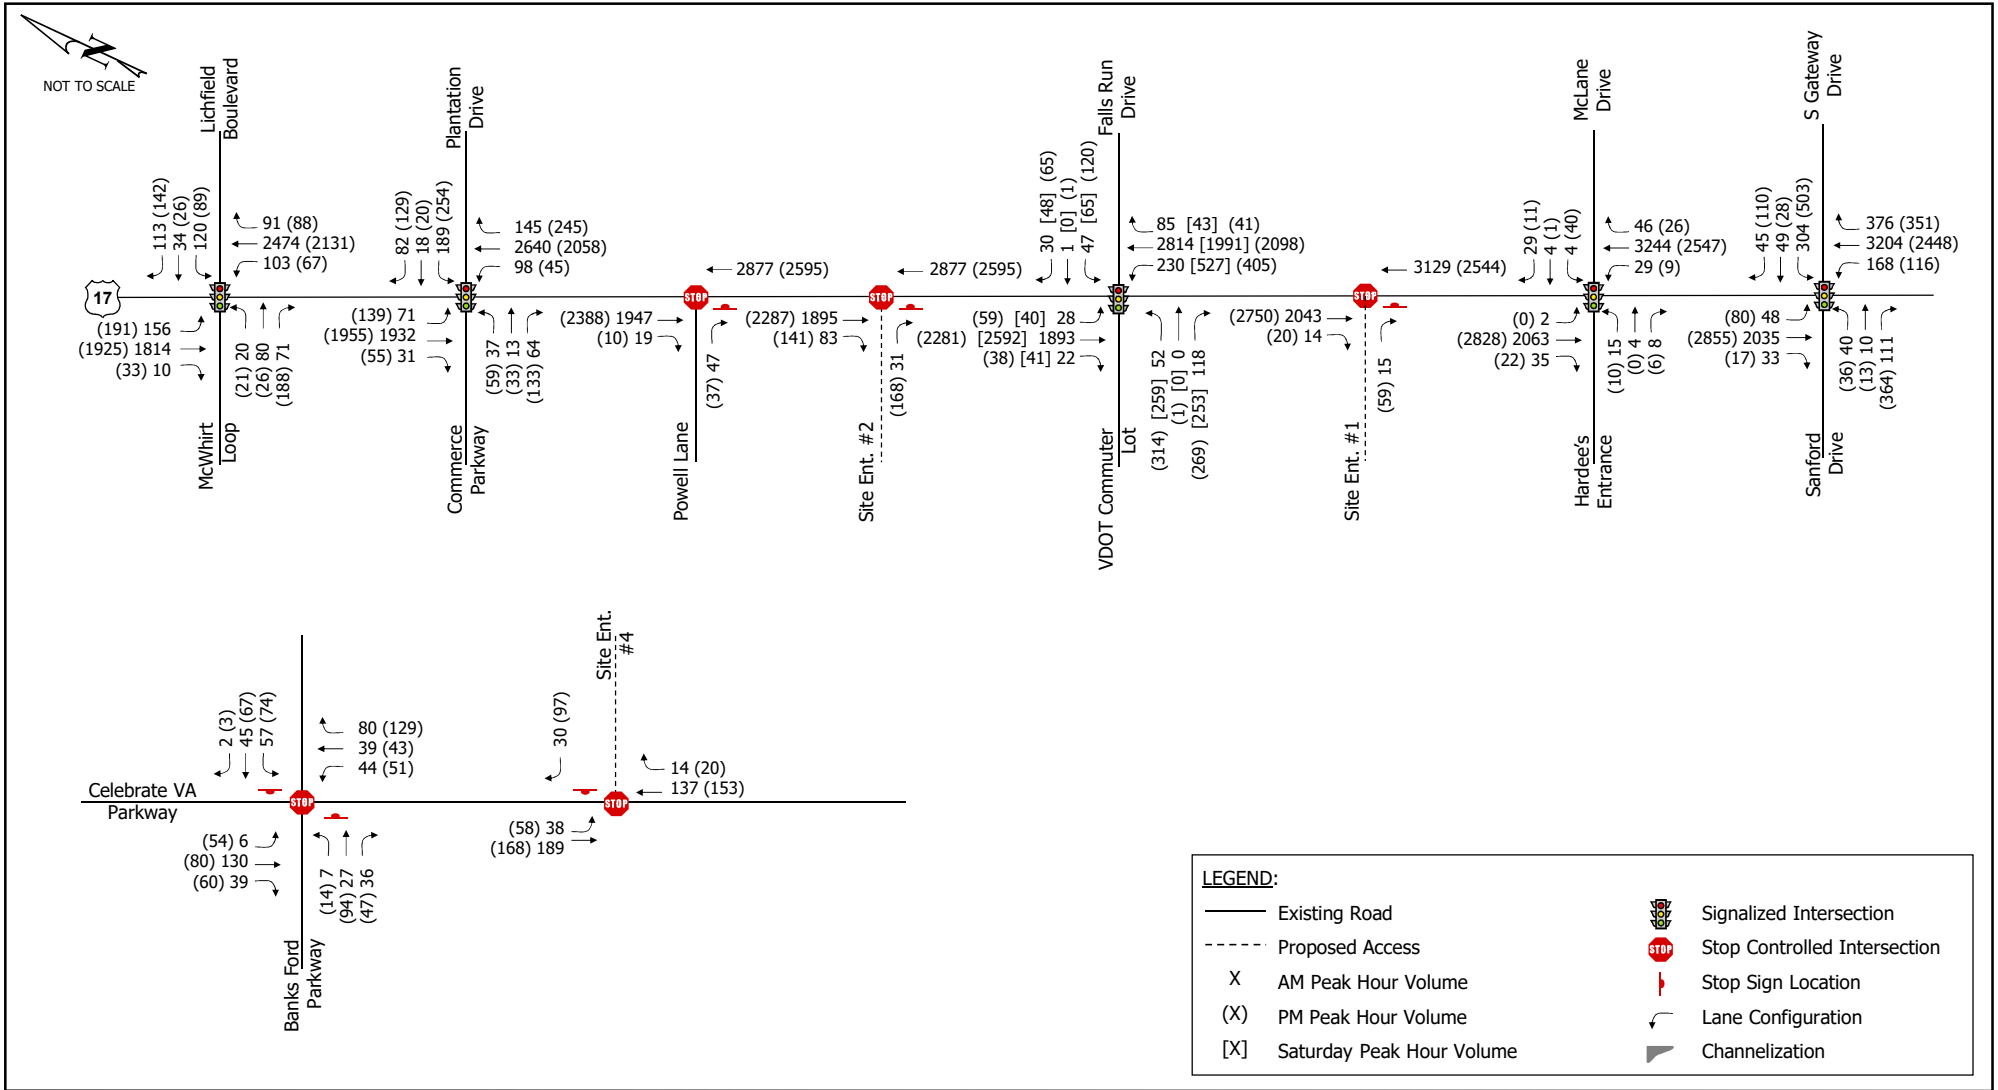 NOT TO SCALE
Lichfield
Boulevard
113 (142)
34 (26)
120 (89)
91 (88)
2474 (2131)
103 (67)
17
(191) 156
(1925) 1814
(33) 10
(21) 20
(26) 80
(188) 71
McWhirt
Loop
Plantation
Drive
82 (129)
18 (20)
189 (254)
145 (245)
2640 (2058)
98 (45)
(139) 71
(1955) 1932
(55) 31
(59) 37
(33) 13
(133) 64
Commerce
Parkway
2877 (2595)
STOP
(2388) 1947
(10) 19
(37) 47
Powell Lane
2877 (2595)
STOP
(2287) 1895
(141) 83
(168) 31
Site Ent. #2
Falls Run
Drive
30 [48] (65)
1 [0] (1)
47 [65] (120)
85 [43] (41)
2814 [1991] (2098)
230 [527] (405)
(59) [40] 28
(2281) [2592] 1893
(38) [41] 22
(314) [259] 52
(1) [0] 0
(269) [253] 118
VDOT Commuter
Lot
3129 (2544)
STOP
(2750) 2043
(20) 14
(59) 15
Site Ent. #1
McLane
Drive
29 (11)
4 (1)
4 (40)
46 (26)
3244 (2547)
29 (9)
(0) 2
(2828) 2063
(22) 35
(10) 15
(0) 4
(6) 8
Hardee's
Entrance
S Gateway
Drive
45 (110)
49 (28)
304 (503)
376 (351)
3204 (2448)
168 (116)
(80) 48
(2855) 2035
(17) 33
(36) 40
(13) 10
(364) 111
Sanford
Drive
2 (3)
45 (67)
57 (74)
80 (129)
39 (43)
44 (51)
Celebrate VA
Parkway
STOP
(54) 6
(80) 130
(60) 39
(14) 7
(94) 27
(47) 36
Banks Ford
Parkway
Site Ent.
#4
30 (97)
14 (20)
137 (153)
STOP
(58) 38
(168) 189
LEGEND:
Existing Road
Proposed Access
X AM Peak Hour Volume
(X) PM Peak Hour Volume
[X] Saturday Peak Hour Volume
Signalized Intersection
STOP Stop Controlled Intersection
Stop Sign Location
Lane Configuration
Channelization